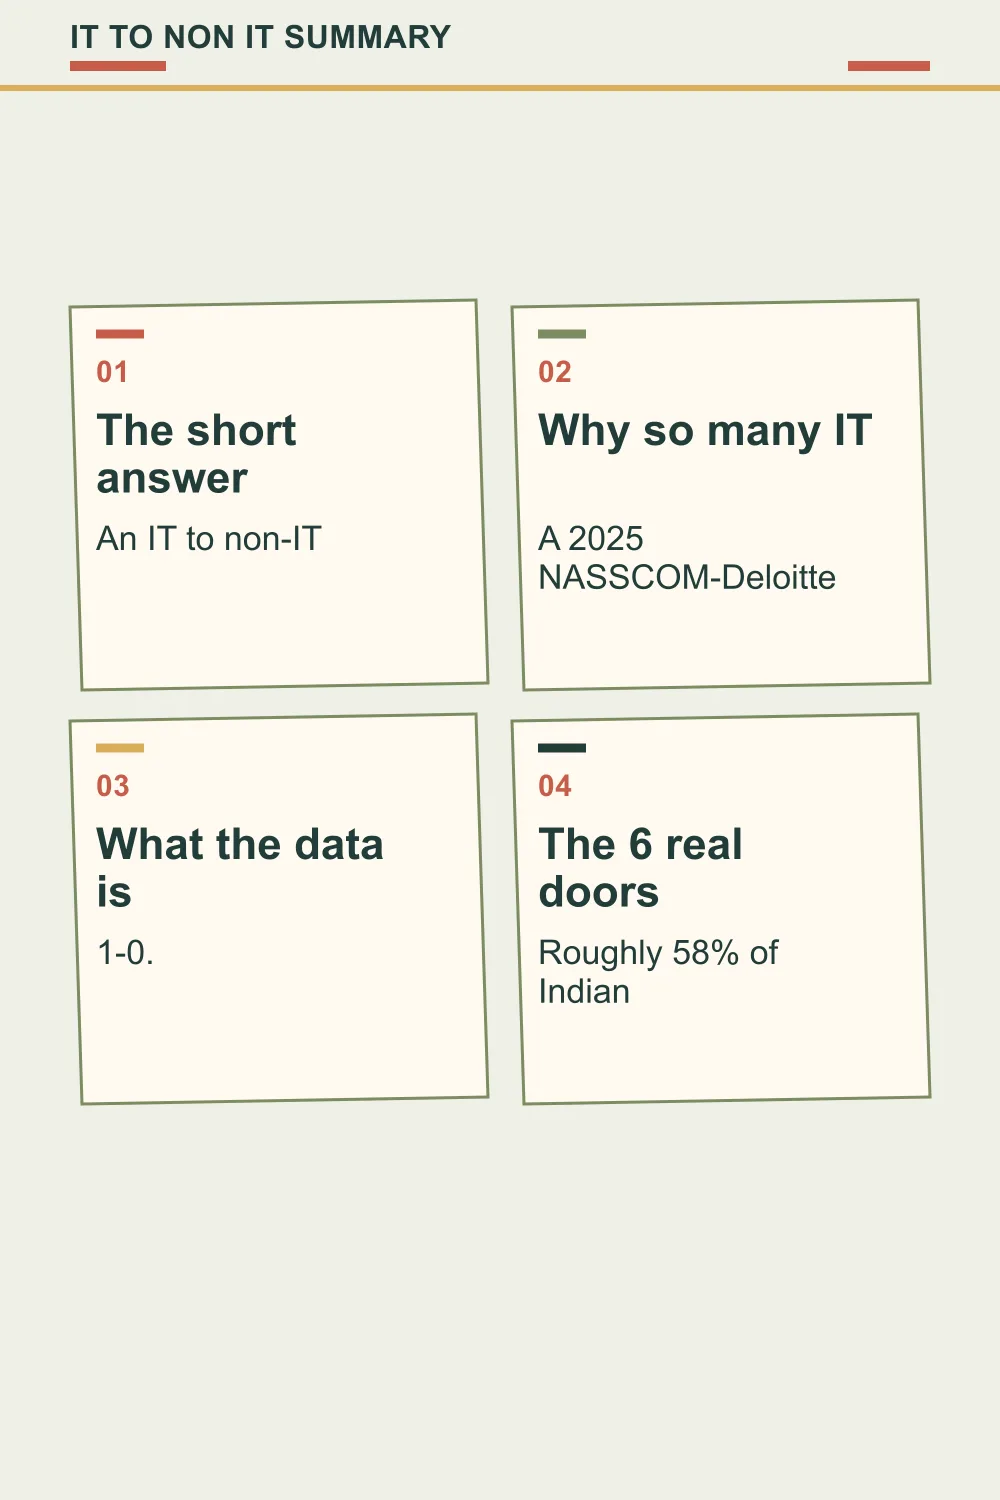 IT TO NON IT SUMMARY
01
The short
answer
An IT to non-IT
02
Why so many IT
A 2025
NASSCOM-Deloitte
03
What the data
is
1-0.
04
The 6 real
doors
Roughly 58% of
Indian